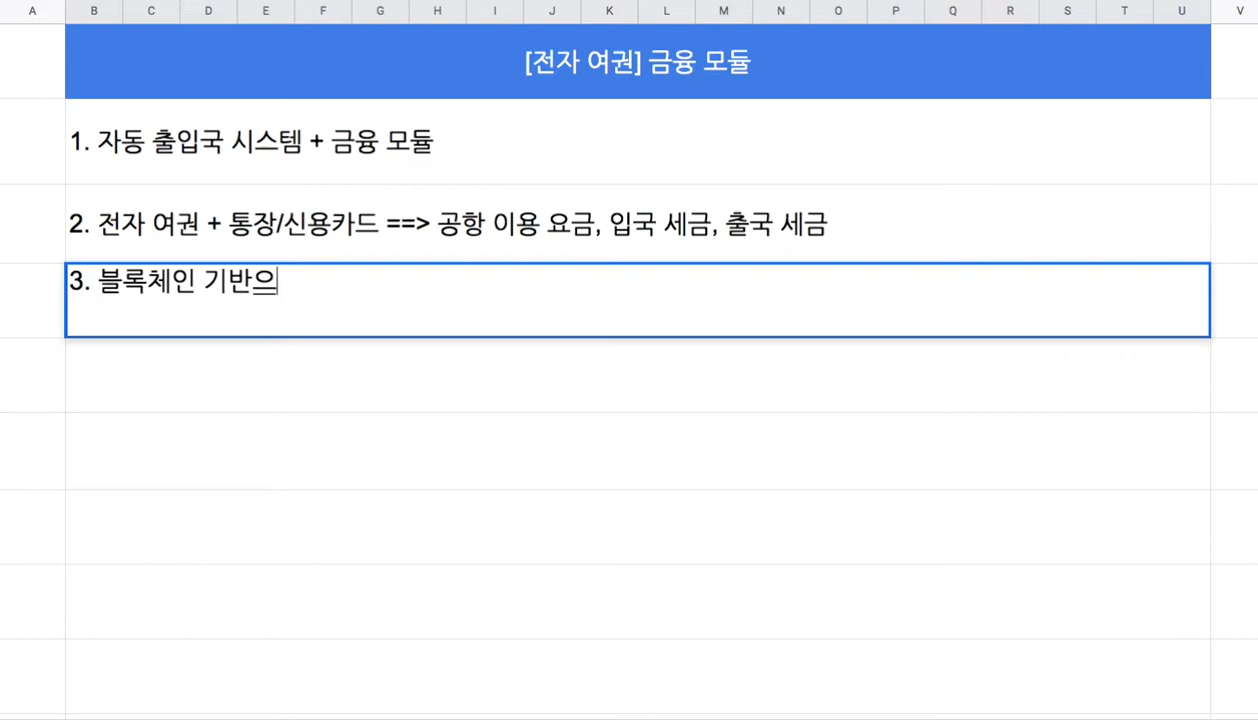 A B C D E F G H I J K L M N O P Q R S T U V
[전자 여권] 금융 모듈
1. 자동 출입국 시스템 + 금융 모듈
2. 전자 여권 + 통장/신용카드 ==> 공항 이용 요금, 입국 세금, 출국 세금
3. 블록체인 기반으